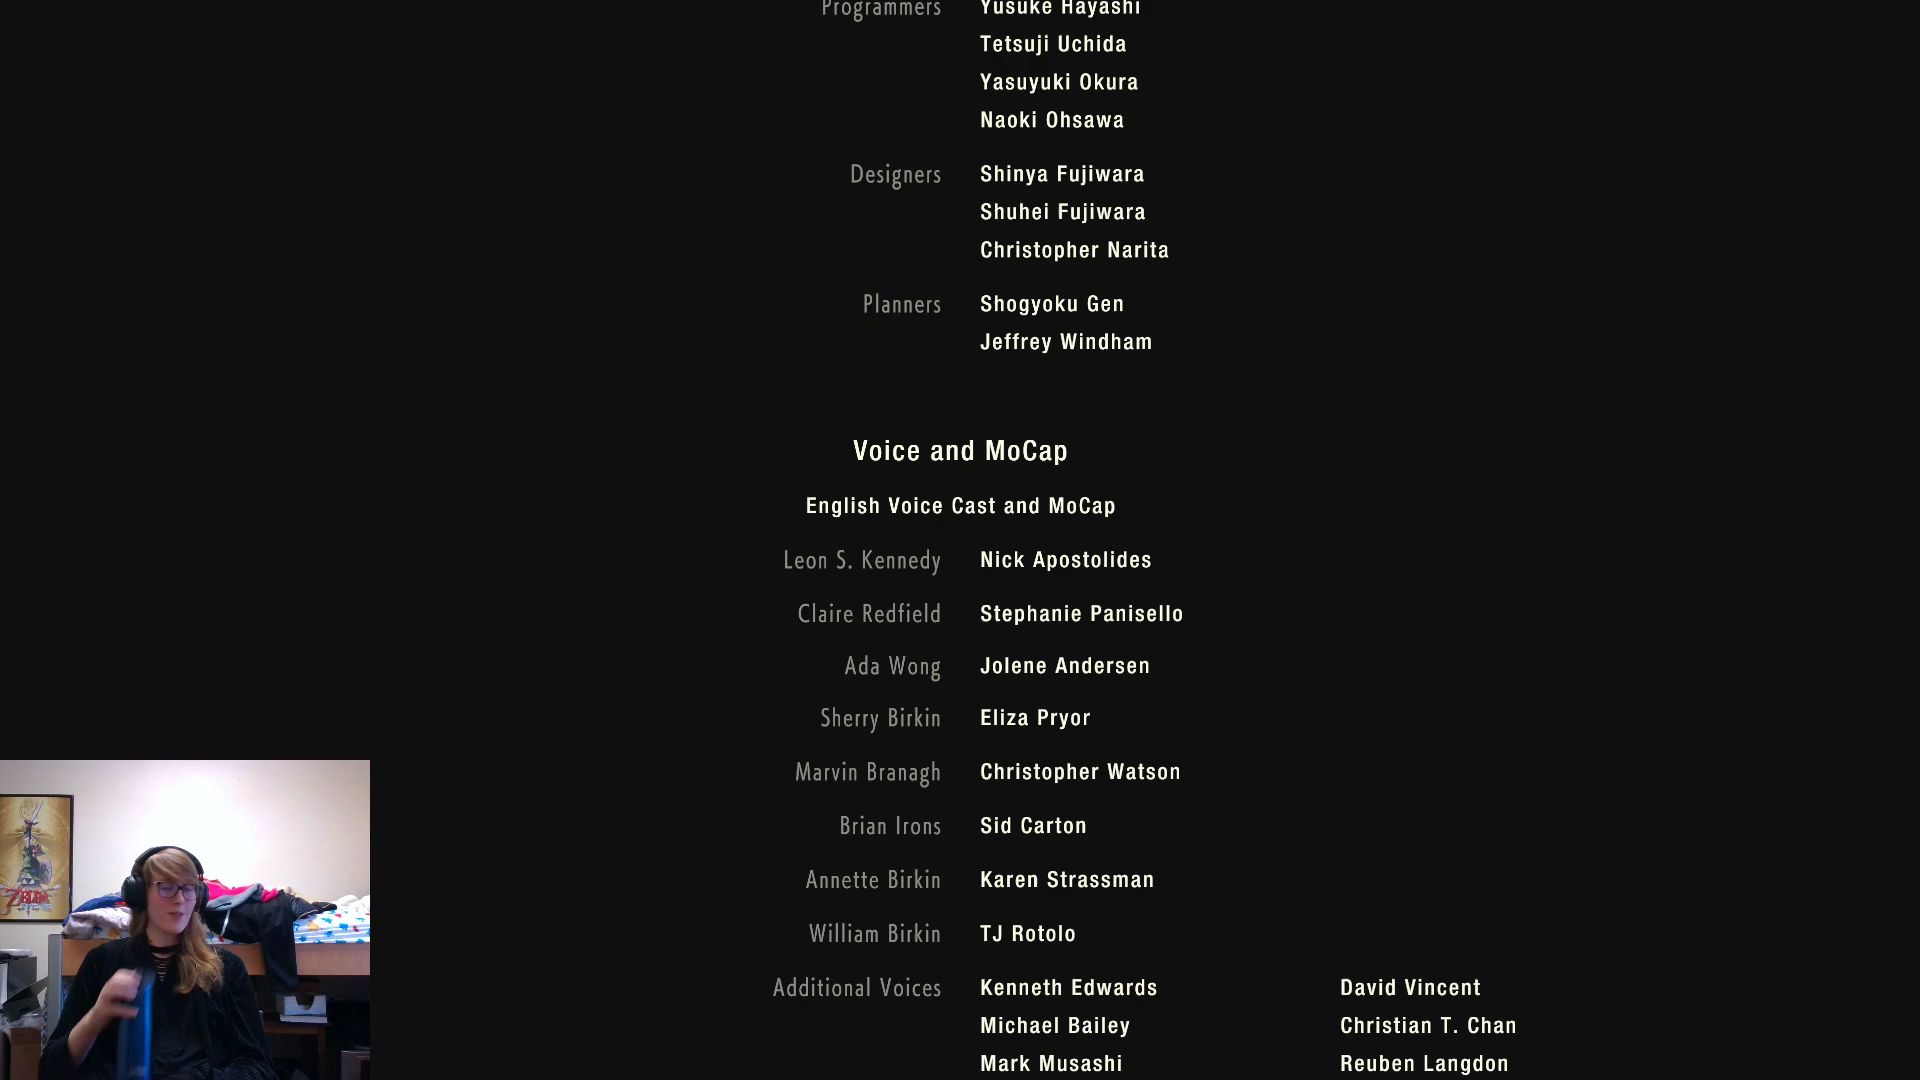 Programmers Yusuke Hayashi
Tetsuji Uchida
Yasuyuki Okura
Naoki Ohsawa
Designers Shinya Fujiwara
Shuhei Fujiwara
Christopher Narita
Planners Shogyoku Gen
Jeffrey Windham
Voice and MoCap
English Voice Cast and MoCap
Leon S. Kennedy Nick Apostolides
Claire Redfield Stephanie Panisello
Ada Wong Jolene Andersen
Sherry Birkin Eliza Pryor
Marvin Branagh Christopher Watson
Brian Irons Sid Carton
Annette Birkin Karen Strassman
William Birkin TJ Rotolo
Additional Voices Kenneth Edwards David Vincent
Michael Bailey Christian T. Chan
Mark Musashi Reuben Langdon
ZELDA